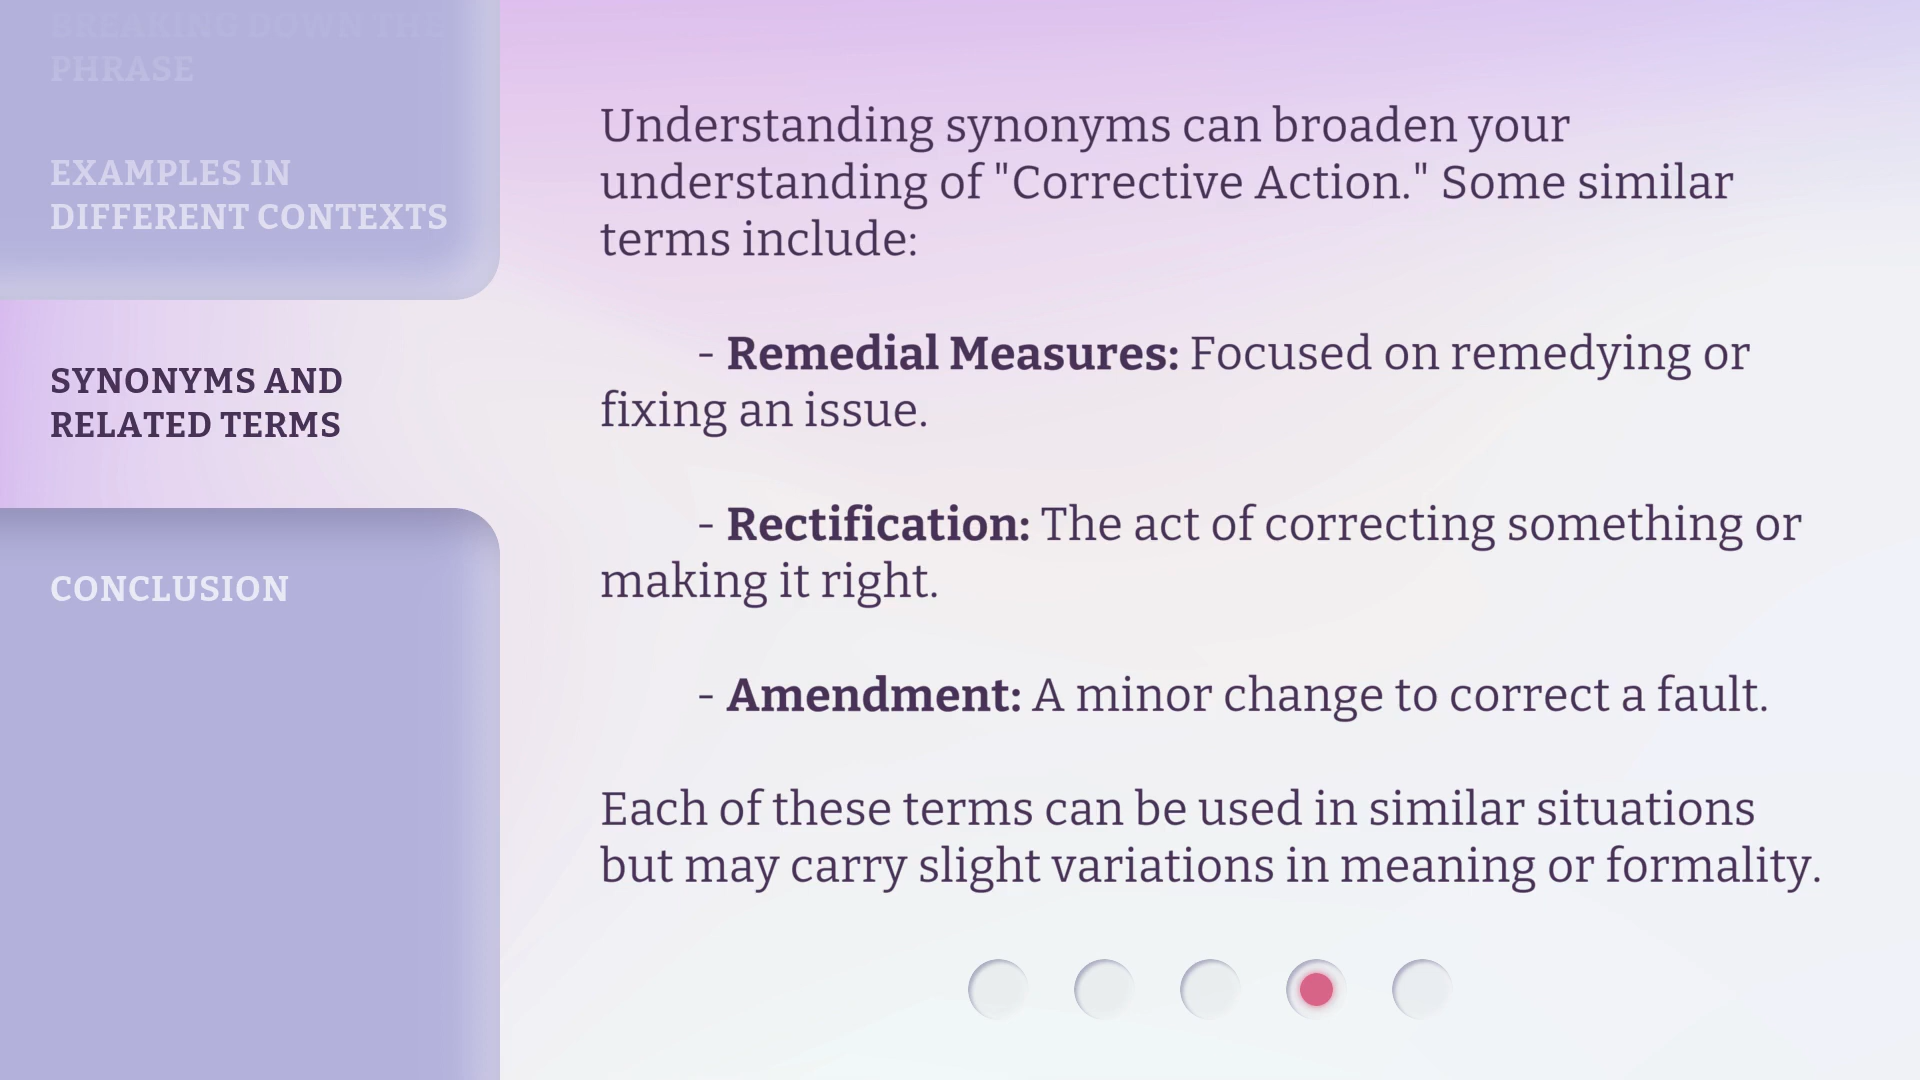 BREAKING DOWN THE
PHRASE
EXAMPLES IN
DIFFERENT CONTEXTS
SYNONYMS AND
RELATED TERMS
CONCLUSION
Understanding synonyms can broaden your
understanding of "Corrective Action." Some similar
terms include:
- Remedial Measures: Focused on remedying or
fixing an issue.
- Rectification: The act of correcting something or
making it right.
- Amendment: A minor change to correct a fault.
Each of these terms can be used in similar situations
but may carry slight variations in meaning or formality.